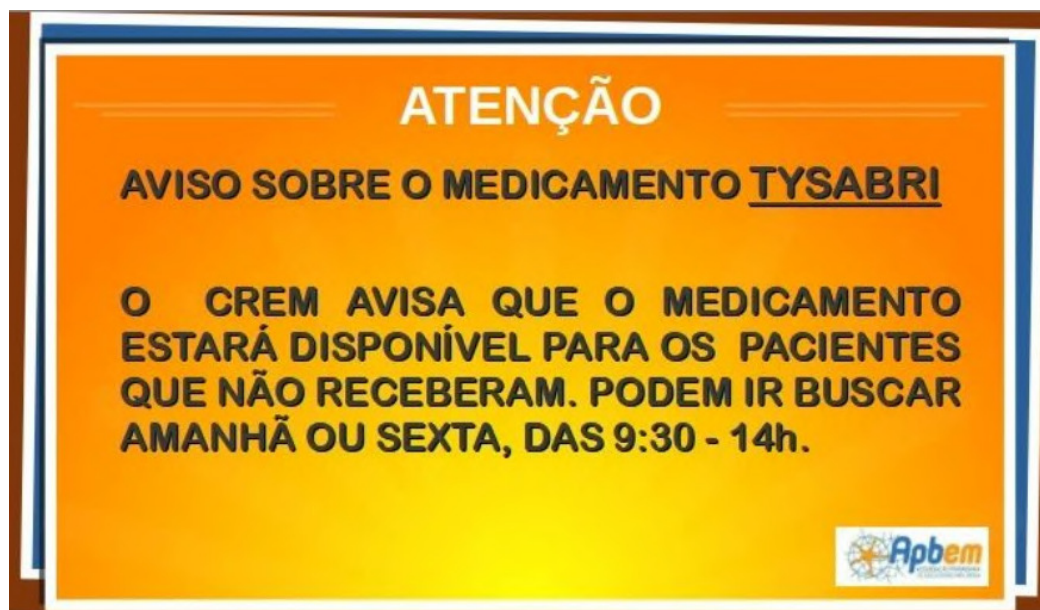 ATENÇÃO
AVISO SOBRE O MEDICAMENTO TYSABRI
O CREM AVISA QUE O MEDICAMENTO
ESTARÁ DISPONÍVEL PARA OS PACIENTES
QUE NÃO RECEBERAM. PODEM IR BUSCAR
AMANHÃ OU SEXTA, DAS 9:30 - 14h.
Apbem